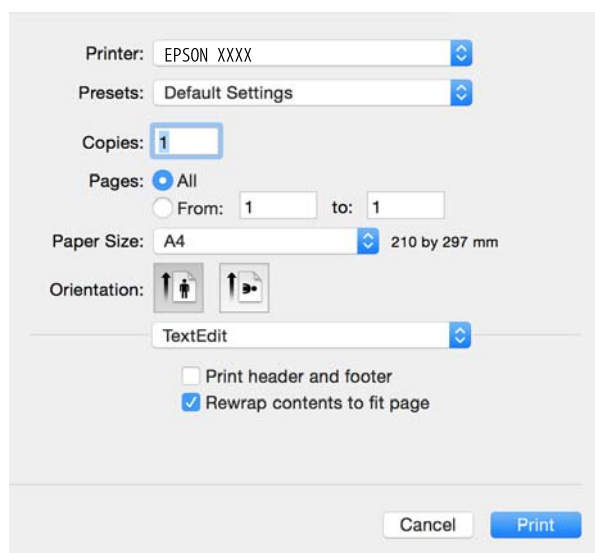 Printer: EPSON XXXX
Presets: Default Settings
Copies: 1
Pages: All
From: 1 to: 1
Paper Size: A4 210 by 297 mm
Orientation:
TextEdit
Print header and footer
Rewrap contents to fit page
Cancel Print